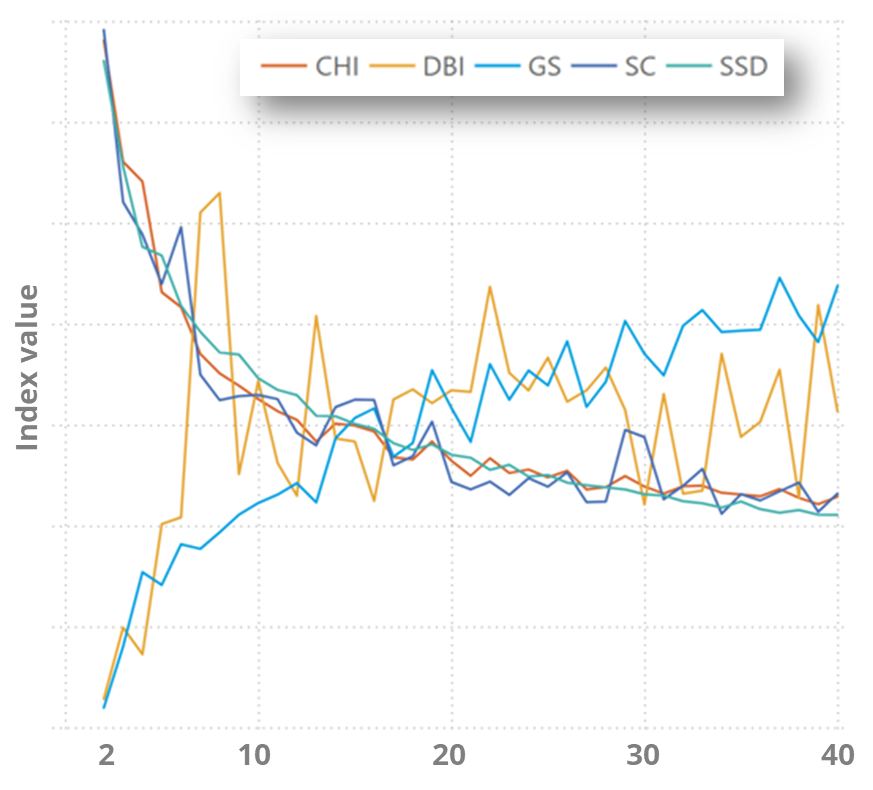 CHI DBI GS SC SSD
Index value
2 10 20 30 40